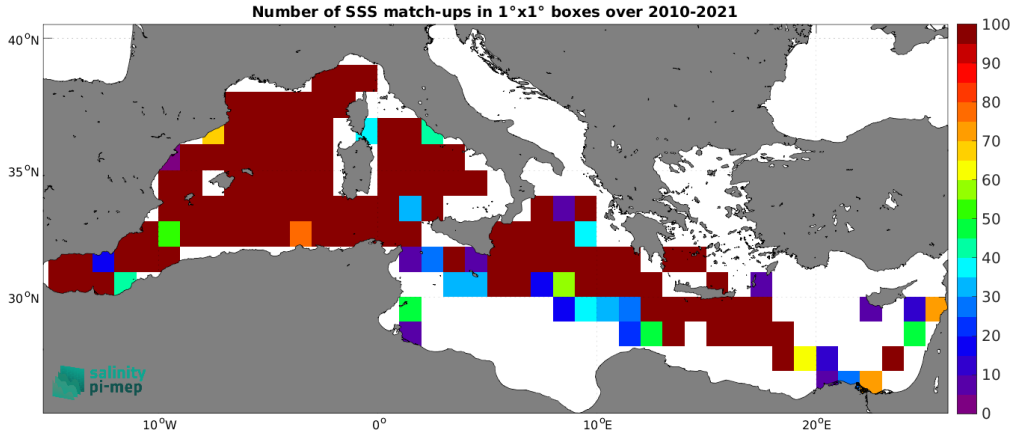 Number of SSS match-ups in 1°x1° boxes over 2010-2021
40°N
35°N
30°N
10°W
0°
10°E
20°E
100
90
80
70
60
50
40
30
20
10
0
salinity
pi-mep